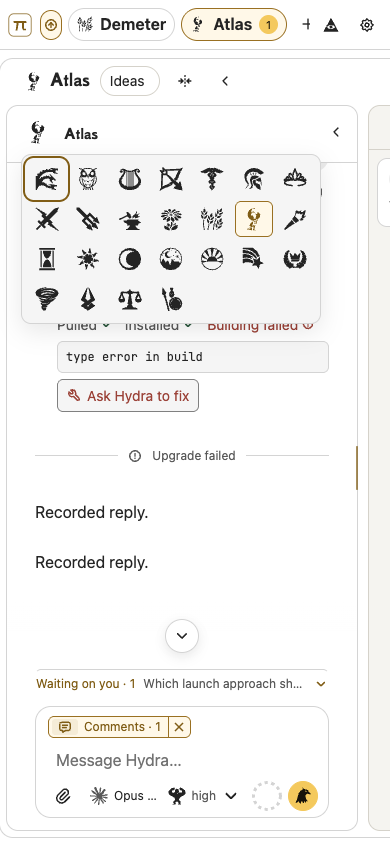 π Demeter Atlas 1
Atlas Ideas
Atlas
Pulled Installed Building failed
type error in build
Ask Hydra to fix
Upgrade failed
Recorded reply.
Recorded reply.
Waiting on you · 1 Which launch approach sh...
Comments · 1
Message Hydra...
Opus ... high